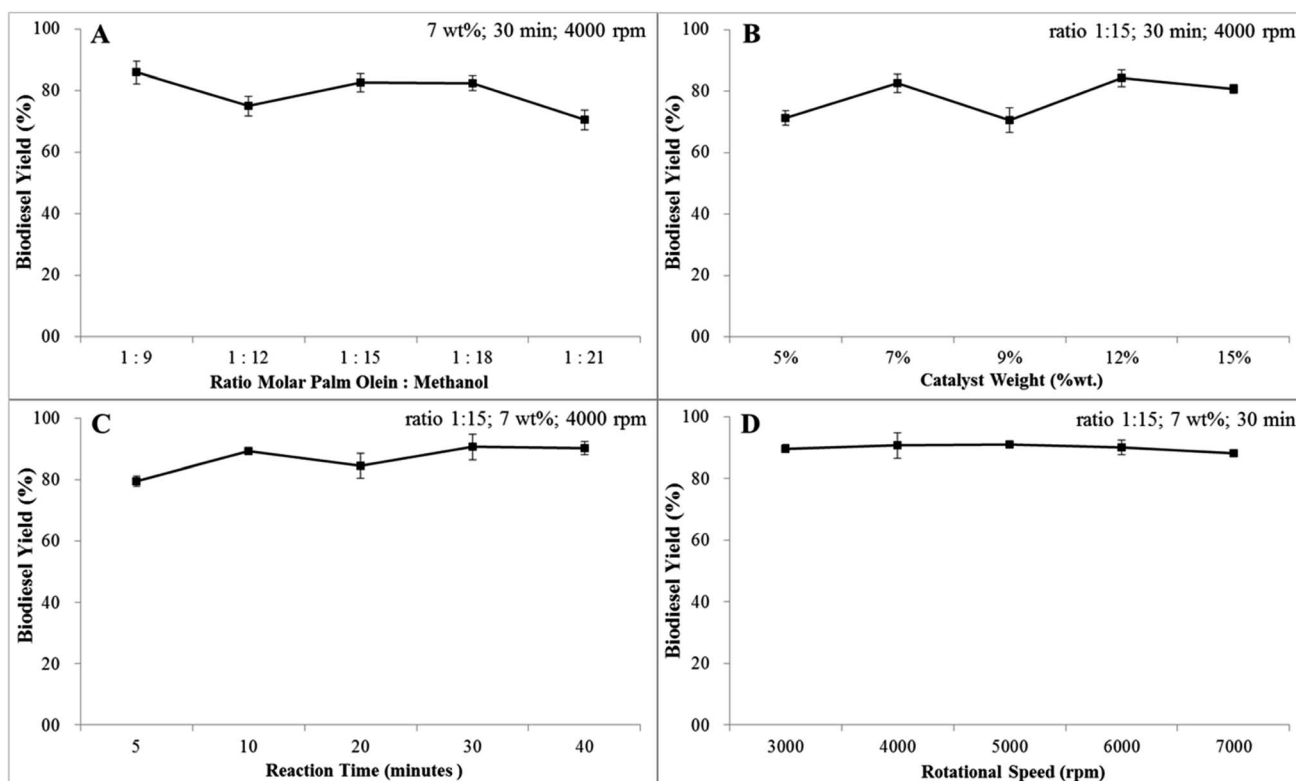 A
7 wt%; 30 min; 4000 rpm
Biodiesel Yield (%)
100
80
60
40
20
00
1 : 9 1 : 12 1 : 15 1 : 18 1 : 21
Ratio Molar Palm Olein : Methanol
B
ratio 1:15; 30 min; 4000 rpm
Biodiesel Yield (%)
100
80
60
40
20
00
5% 7% 9% 12% 15%
Catalyst Weight (%wt.)
C
ratio 1:15; 7 wt%; 4000 rpm
Biodiesel Yield (%)
100
80
60
40
20
00
5 10 20 30 40
Reaction Time (minutes )
D
ratio 1:15; 7 wt%; 30 min
Biodiesel Yield (%)
100
80
60
40
20
00
3000 4000 5000 6000 7000
Rotational Speed (rpm)